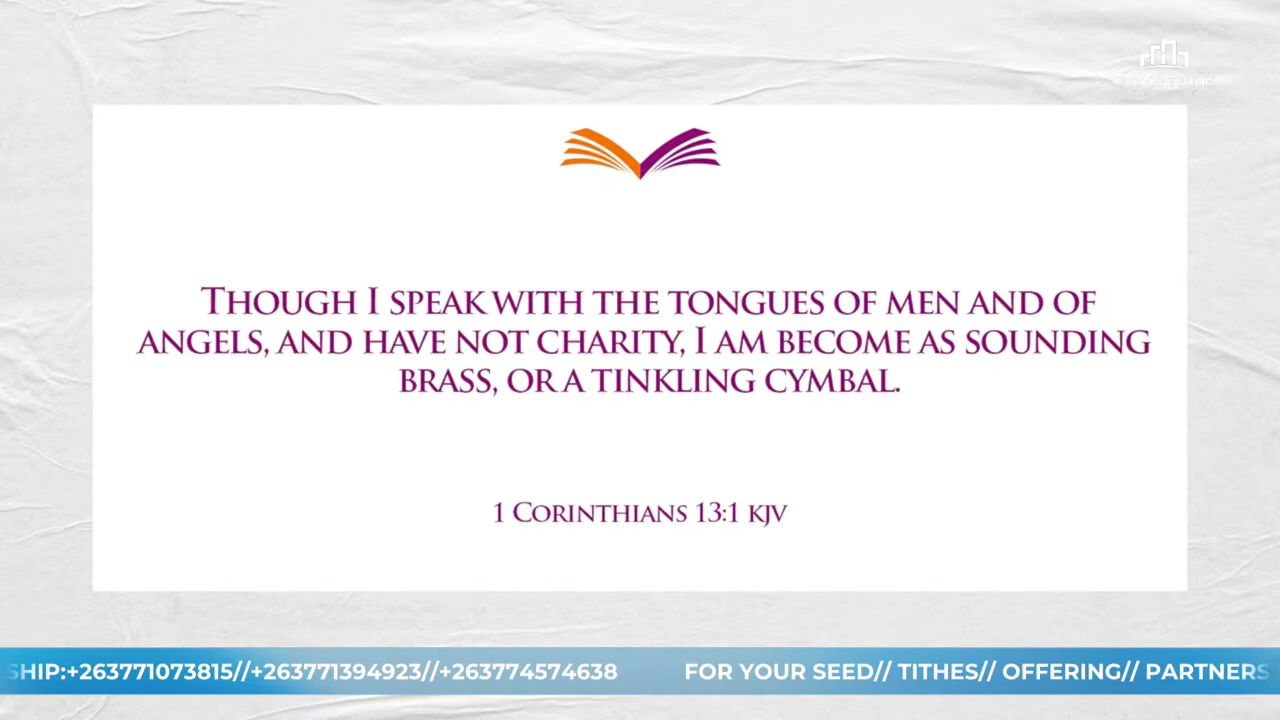 Though I speak with the tongues of men and of
angels, and have not charity, I am become as sounding
brass, or a tinkling cymbal.
1 Corinthians 13:1 KJV
SHIP:+263771073815//+263771394923//+263774574638 FOR YOUR SEED// TITHES// OFFERING// PARTNERS